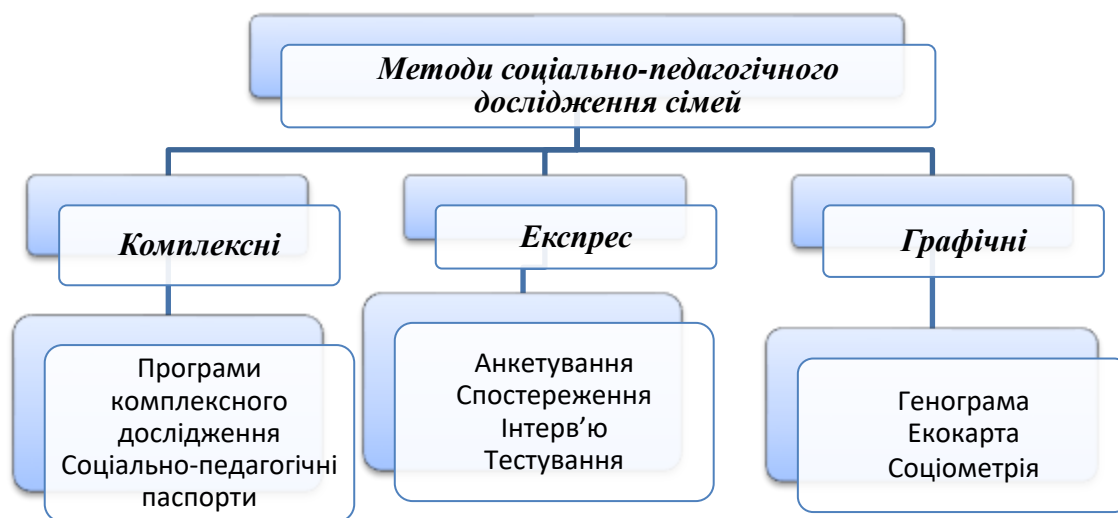 Методи соціально-педагогічного
дослідження сімей
Комплексні
Експрес
Графічні
Програми
комплексного
дослідження
Соціально-педагогічні
паспорти
Анкетування
Спостереження
Інтерв’ю
Тестування
Генограма
Екокарта
Соціометрія